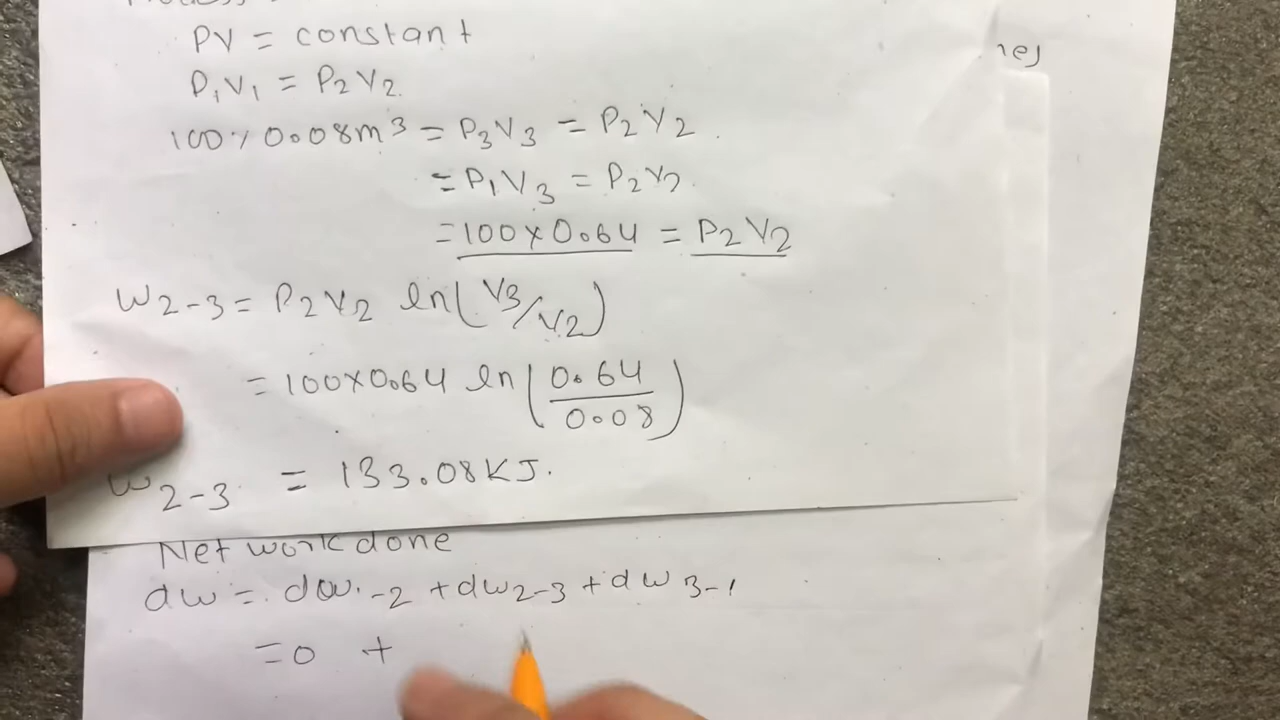 PV = constant
P1V1 = P2V2.
nes
100 × 0.08m³ = P3V3 = P2V2.
= P1V3 = P2V2.
= 100 × 0.64 = P2V2
W2-3 = P2V2 ln(V3/V2)
= 100×0.64 ln(0.64/0.08)
W2-3 = 133.08KJ.
Net work done
dw = dw1-2 + dw2-3 + dw3-1
= 0 +